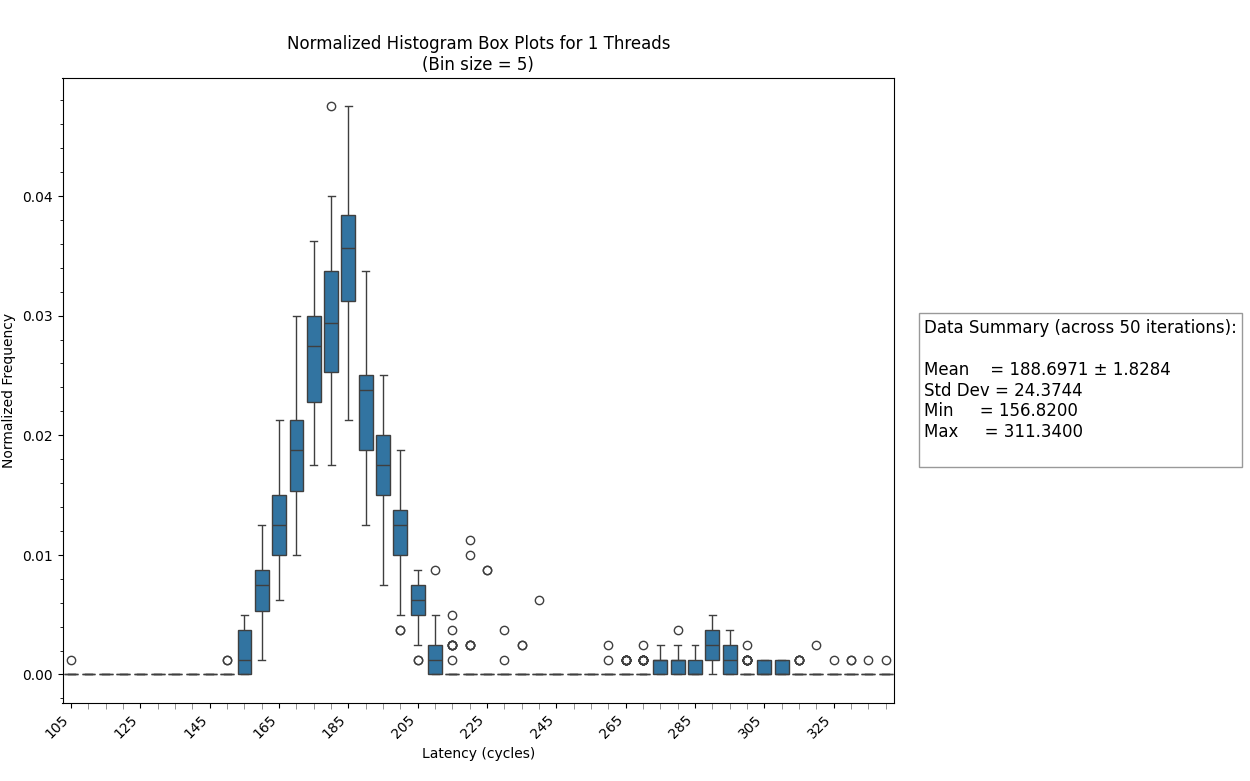 Normalized Histogram Box Plots for 1 Threads
(Bin size = 5)
Normalized Frequency
0.04
0.03
0.02
0.01
0.00
105
125
145
165
185
205
225
245
265
285
305
325
Latency (cycles)
Data Summary (across 50 iterations):
Mean = 188.6971 ± 1.8284
Std Dev = 24.3744
Min = 156.8200
Max = 311.3400